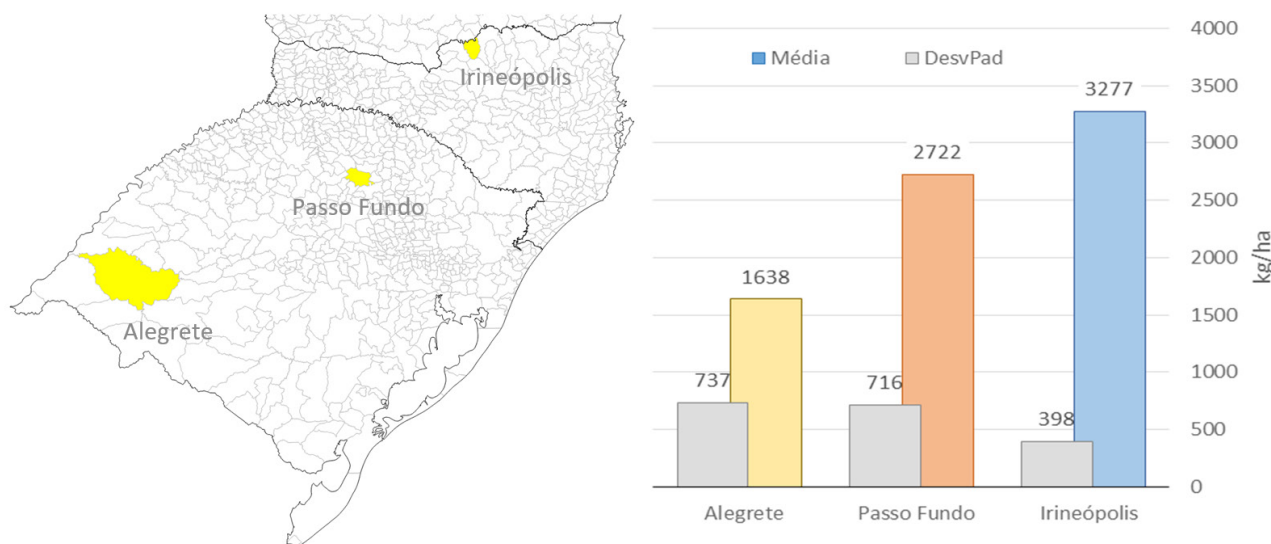 Irineópolis
Passo Fundo
Alegrete
Média DesvPad
4000
3500
3000
2500
2000
1500
1000
500
0
kg/ha
737
1638
716
2722
398
3277
Alegrete Passo Fundo Irineópolis